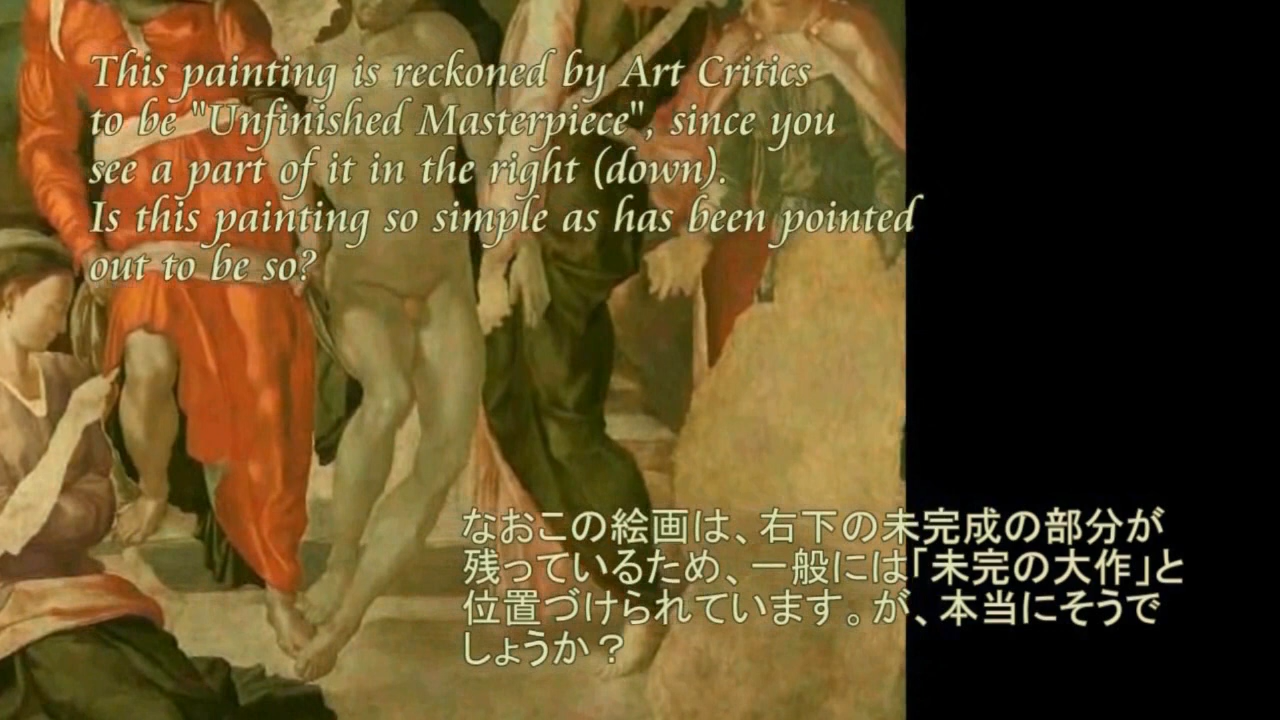 This painting is reckoned by Art Critics
to be "Unfinished Masterpiece", since you
see a part of it in the right (down).
Is this painting so simple as has been pointed
out to be so?
なおこの絵画は、右下の未完成の部分が
残っているため、一般には｢未完の大作｣と
位置づけられています。が、本当にそうで
しょうか？